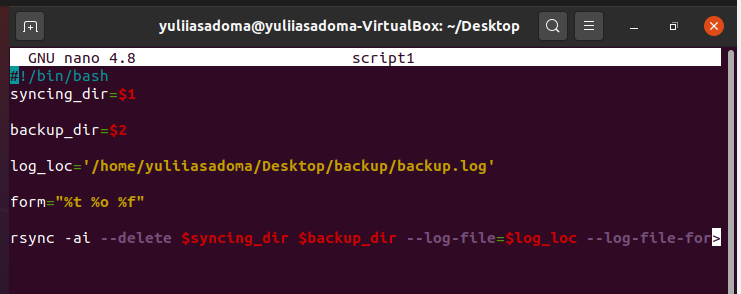 yuliiasadoma@yuliiasadoma-VirtualBox: ~/Desktop
GNU nano 4.8 script1
#!/bin/bash
syncing_dir=$1
backup_dir=$2
log_loc='/home/yuliiasadoma/Desktop/backup/backup.log'
form="%t %o %f"
rsync -ai --delete $syncing_dir $backup_dir --log-file=$log_loc --log-file-for>